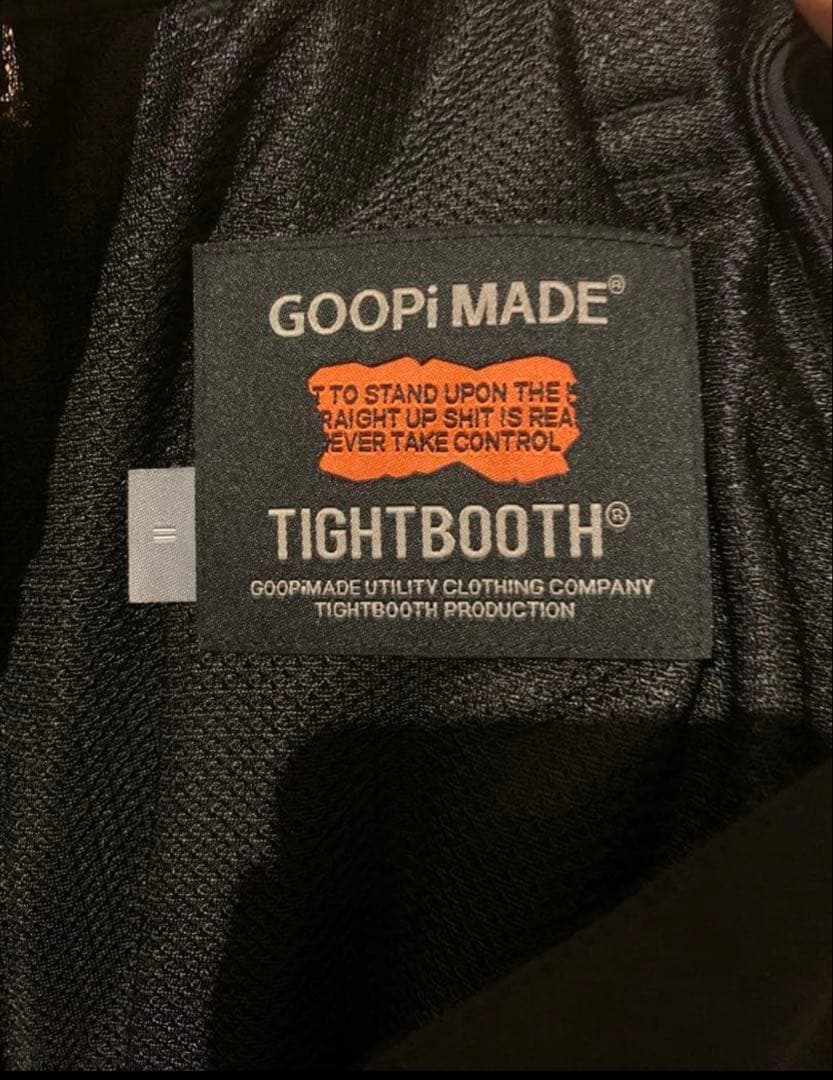 GOOPi MADE®
T TO STAND UPON THE
RAIGHT UP SHIT IS REA
EVER TAKE CONTROL
TIGHTBOOTH®
GOOPiMADE UTILITY CLOTHING COMPANY
TIGHTBOOTH PRODUCTION